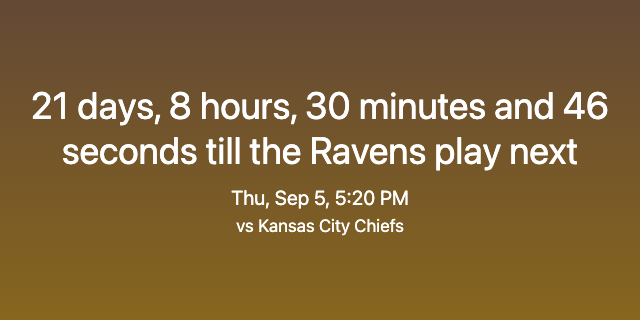 21 days, 8 hours, 30 minutes and 46
seconds till the Ravens play next
Thu, Sep 5, 5:20 PM
vs Kansas City Chiefs